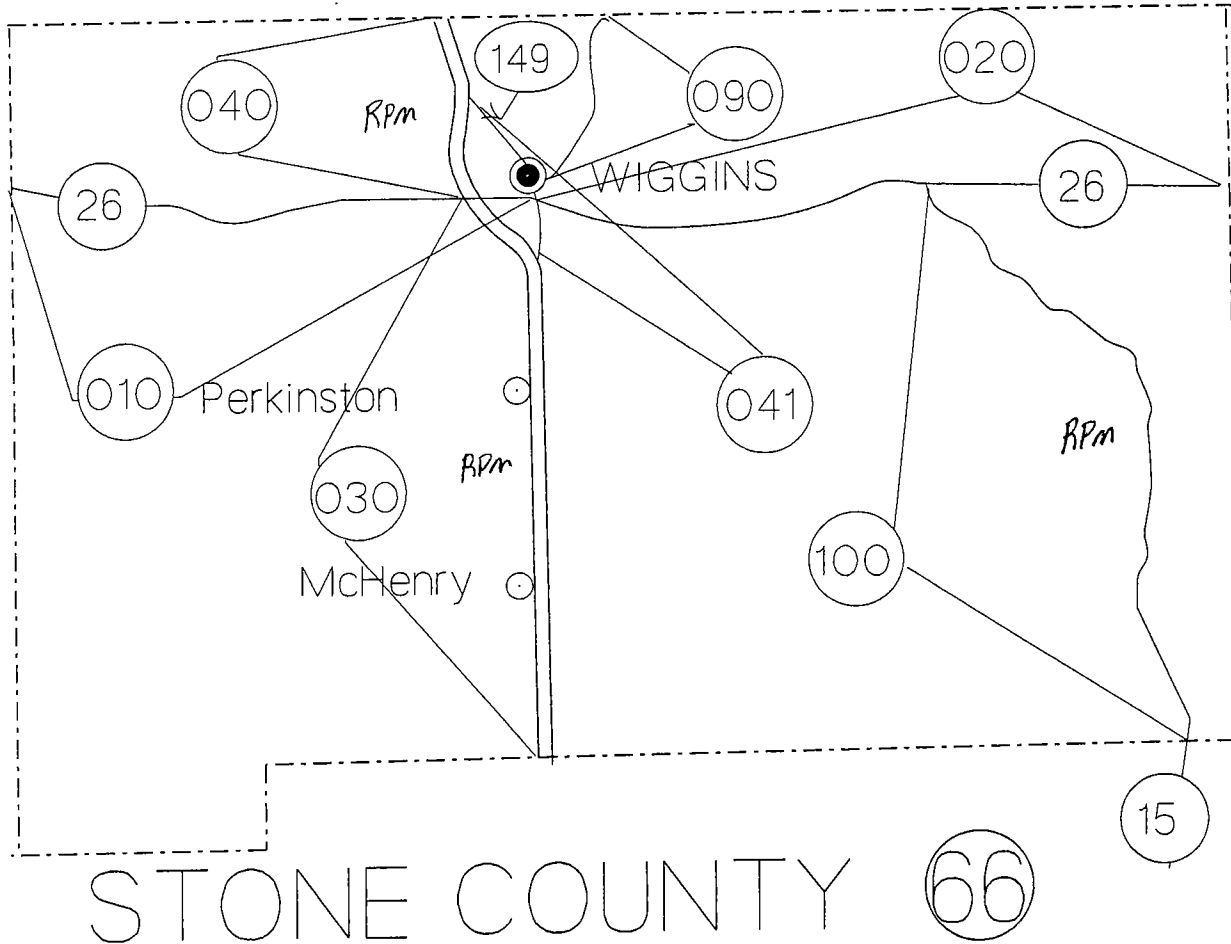 149
020
040
090
RPM
WIGGINS
26
26
010
Perkinston
041
RPM
RPM
030
100
McHenry
15
STONE COUNTY 66